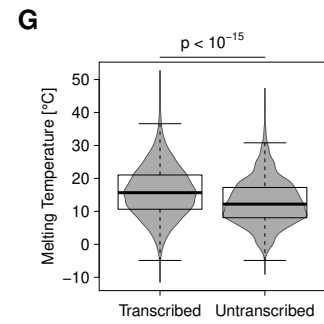 G
p < 10⁻¹⁵
Melting Temperature [°C]
50
40
30
20
10
0
−10
Transcribed Untranscribed